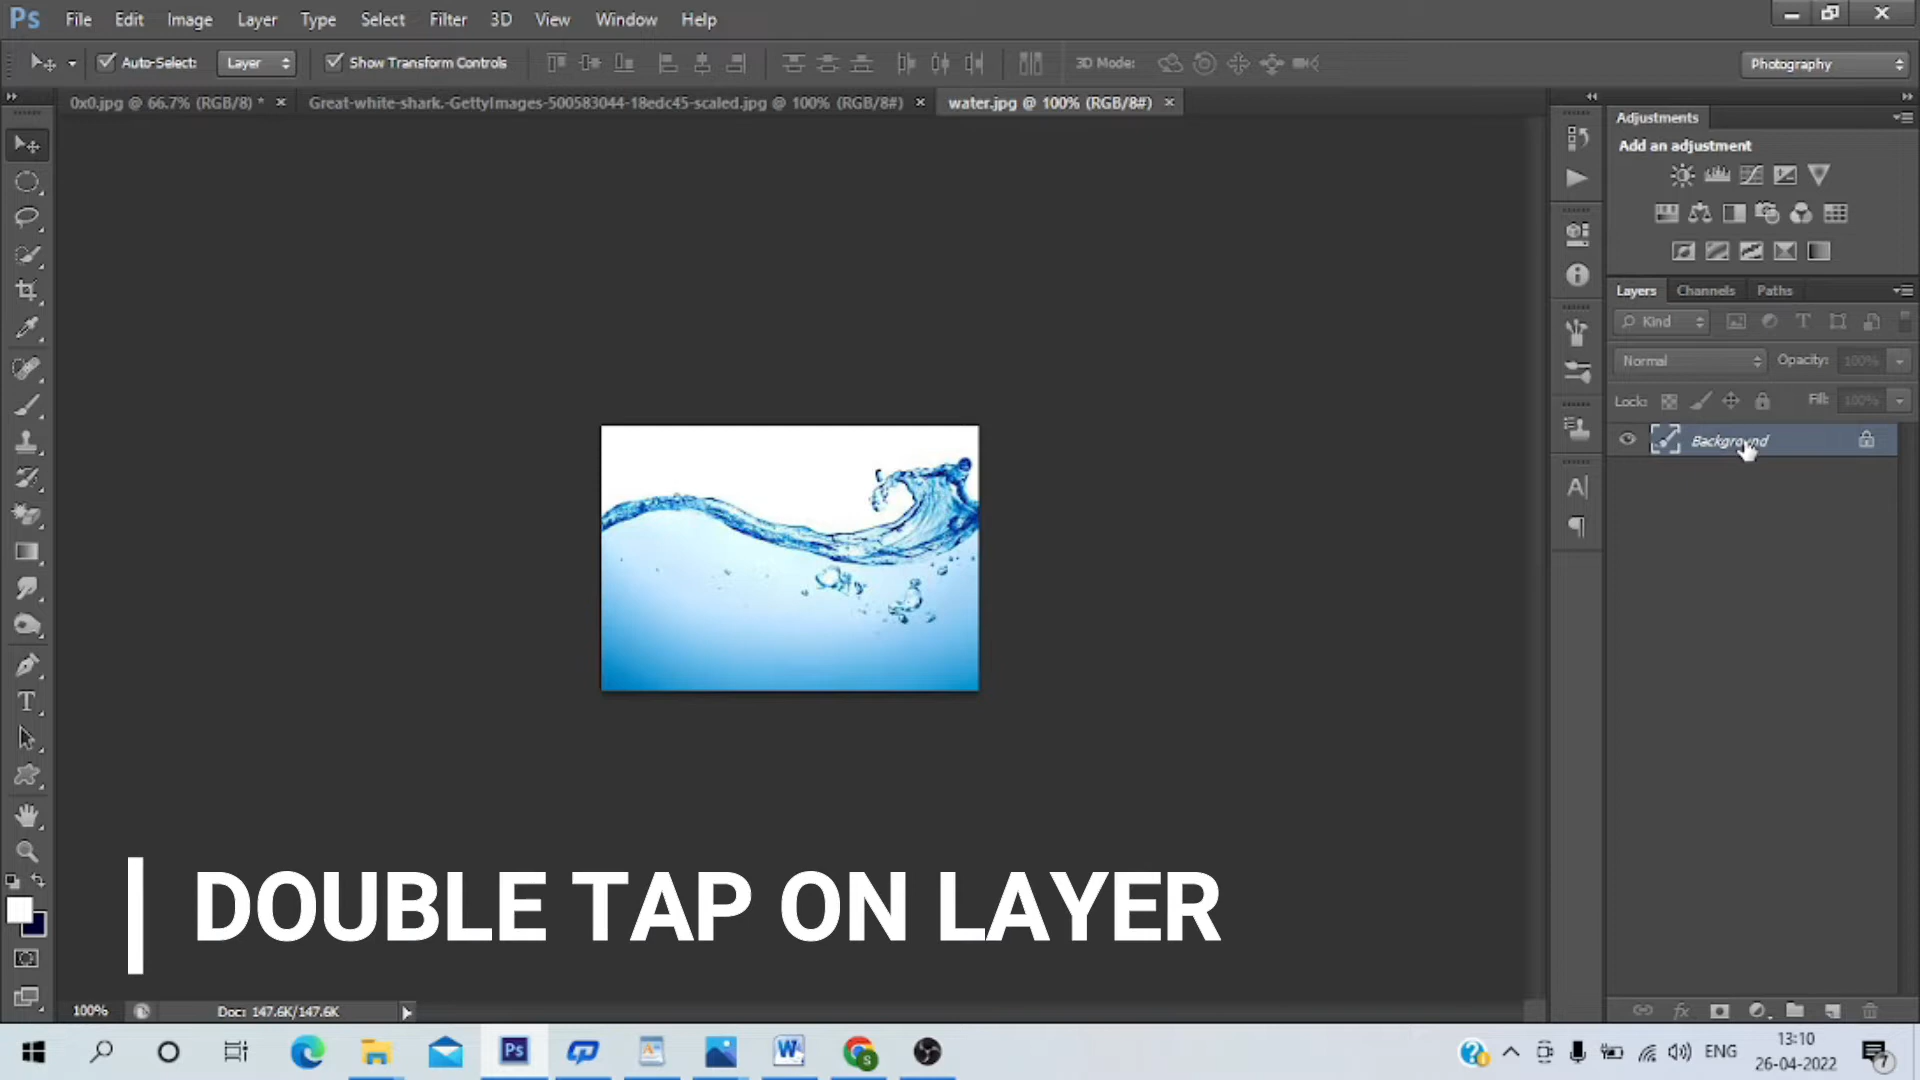 Ps File Edit Image Layer Type Select Filter 3D View Window Help
Auto-Select: Layer Show Transform Controls 3D Mode: Photography
0x0.jpg @ 66.7% (RGB/8) * × Great-white-shark.-GettyImages-500583044-18edc45-scaled.jpg @ 100% (RGB/8#) × water.jpg @ 100% (RGB/8#) ×
Adjustments
Add an adjustment
Layers Channels Paths
Kind
Normal Opacity: 100%
Lock: Fill: 100%
Background
DOUBLE TAP ON LAYER
100% Doc: 147.6K/147.6K
ENG 13:10
26-04-2022
7